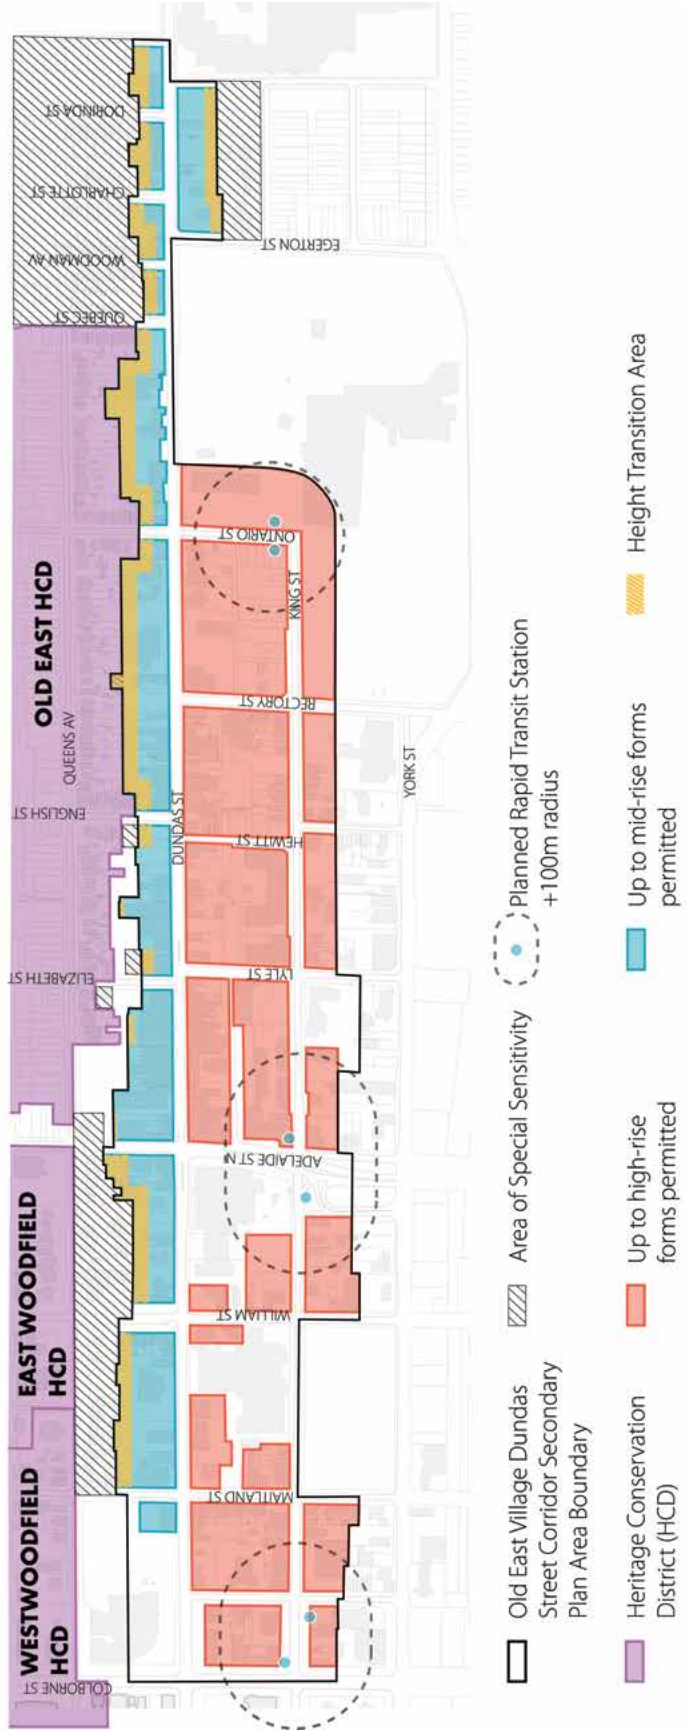 WESTWOODFIELD
HCD
EAST WOODFIELD
HCD
OLD EAST HCD
COLBORNE ST
MAITLAND ST
WILLIAM ST
ADELAIDE ST N
ELIZABETH ST
LYLE ST
ENGLISH ST
HEWITT ST
QUEENS AV
DUNDAS ST
RECTORY ST
KING ST
ONTARIO ST
YORK ST
QUEBEC ST
WOODMAN AV
CHARLOTTE ST
DORINDA ST
EGERTON ST
Old East Village Dundas
Street Corridor Secondary
Plan Area Boundary
Area of Special Sensitivity
Planned Rapid Transit Station
+100m radius
Heritage Conservation
District (HCD)
Up to high-rise
forms permitted
Up to mid-rise forms
permitted
Height Transition Area